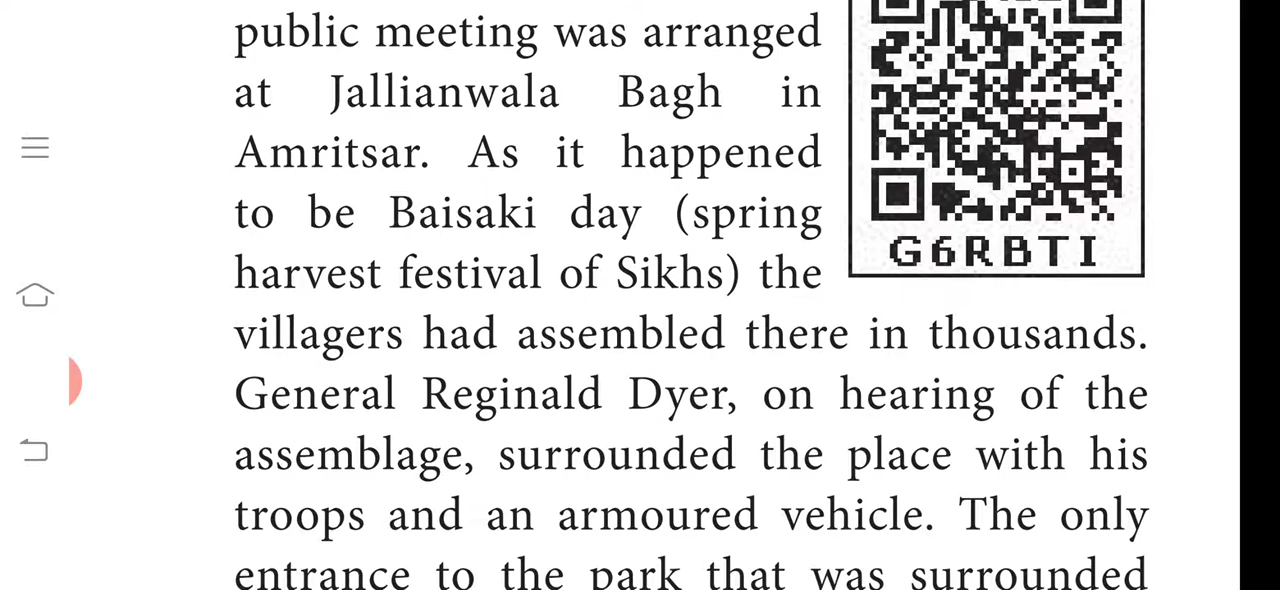 public meeting was arranged
at Jallianwala Bagh in
Amritsar. As it happened
to be Baisaki day (spring
harvest festival of Sikhs) the
G6RBTI
villagers had assembled there in thousands.
General Reginald Dyer, on hearing of the
assemblage, surrounded the place with his
troops and an armoured vehicle. The only
entrance to the park that was surrounded